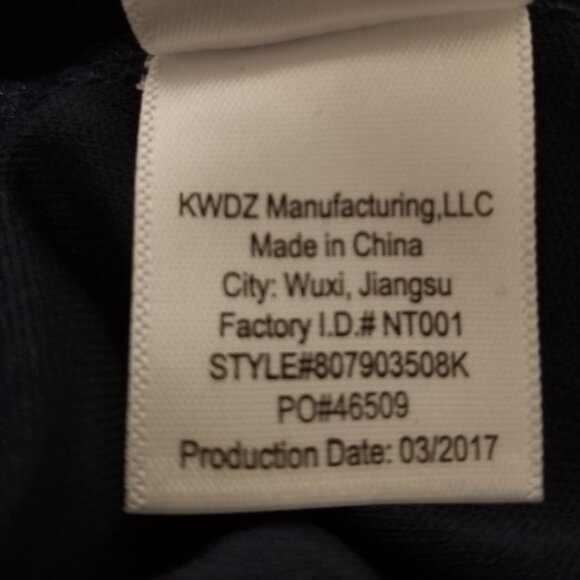 KWDZ Manufacturing,LLC
Made in China
City: Wuxi, Jiangsu
Factory I.D.# NT001
STYLE#807903508K
PO#46509
Production Date: 03/2017